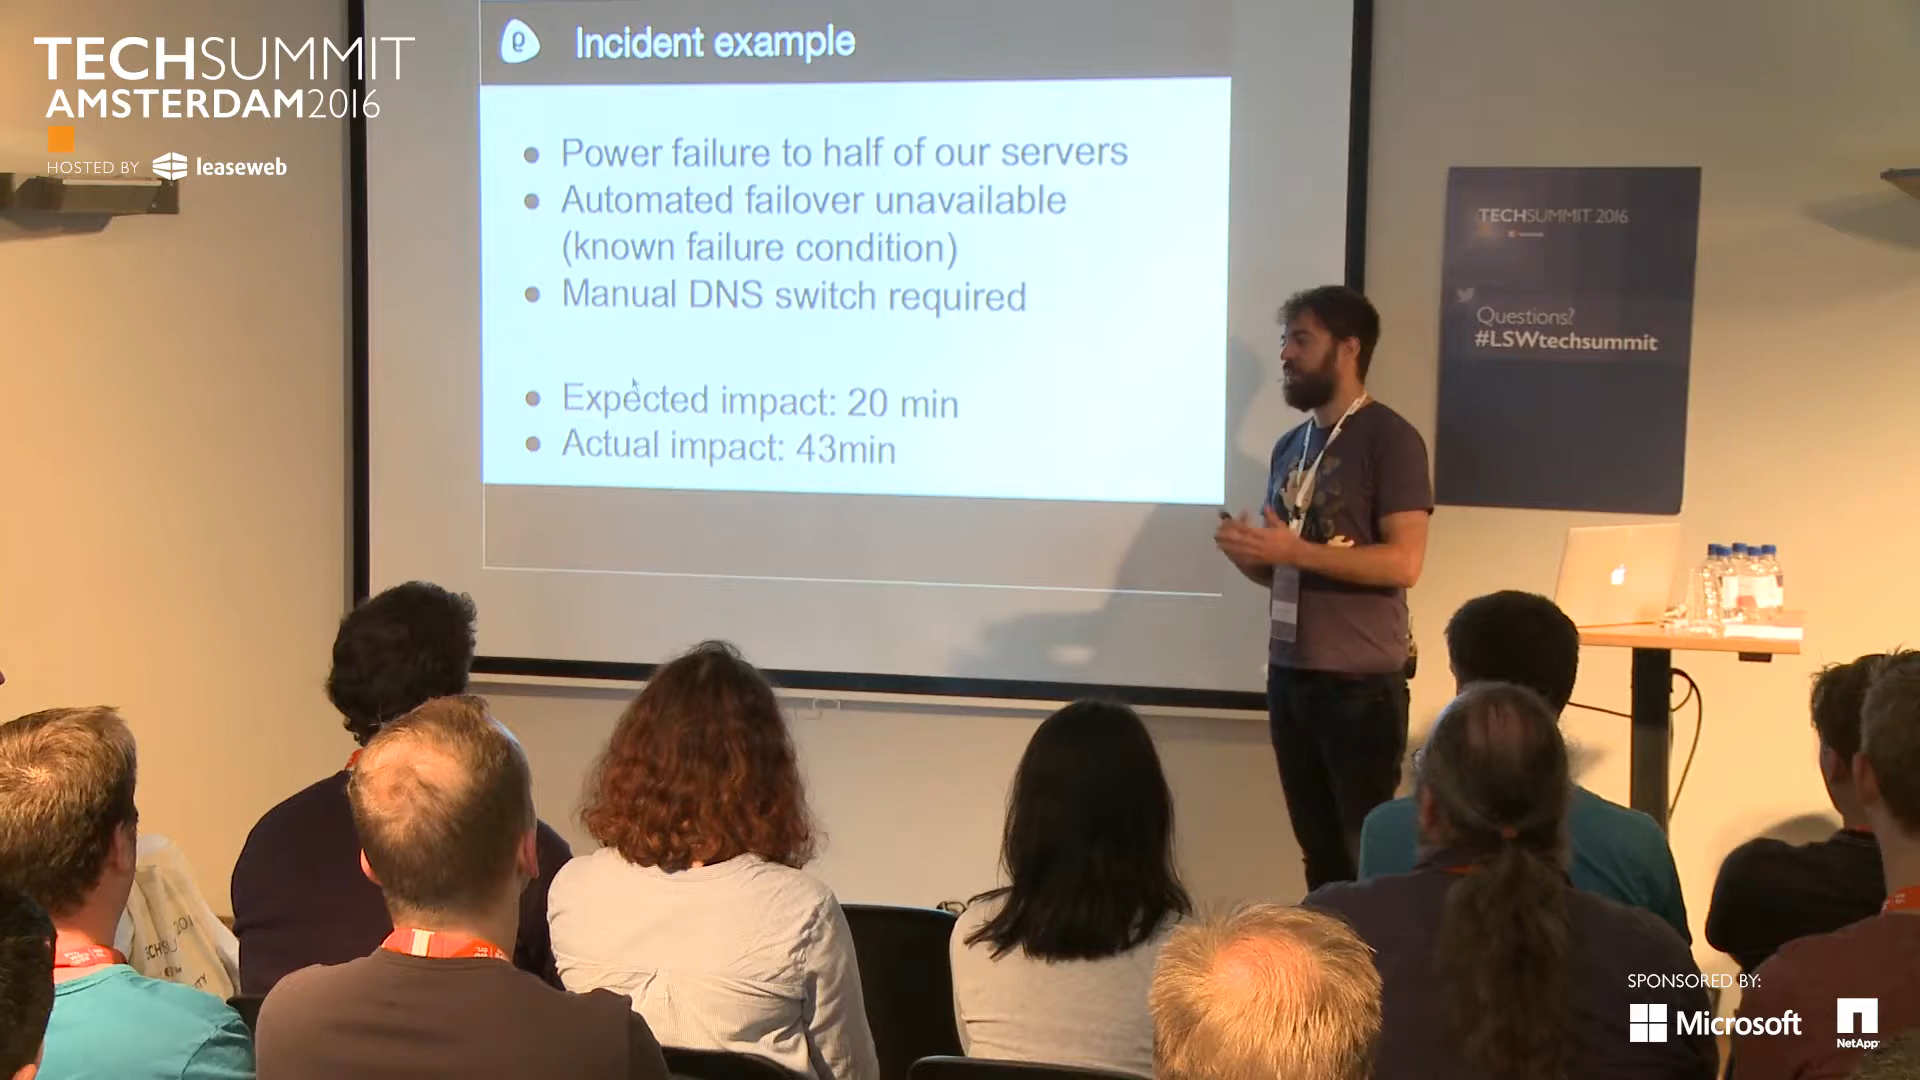 TECHSUMMIT
AMSTERDAM2016
HOSTED BY leaseweb
Incident example
Power failure to half of our servers
Automated failover unavailable
(known failure condition)
Manual DNS switch required
Expected impact: 20 min
Actual impact: 43min
TECHSUMMIT 2016
Questions?
#LSWtechsummit
SPONSORED BY:
Microsoft
NetApp